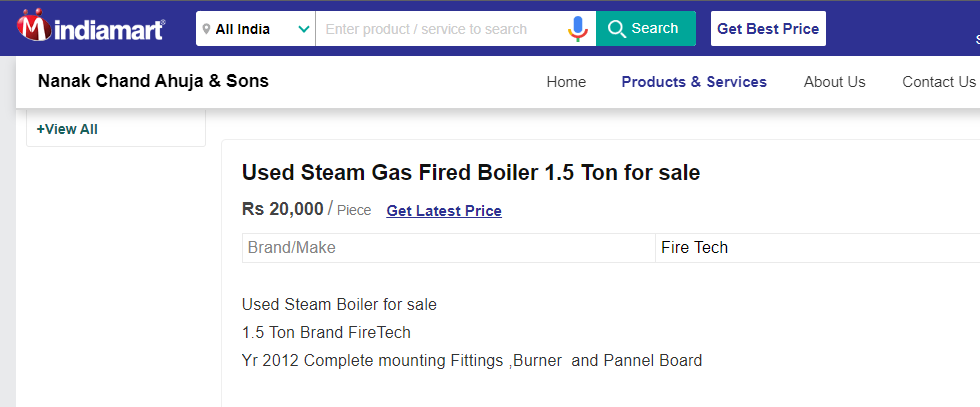 indiamart
All India
Enter product / service to search
Search
Get Best Price
Nanak Chand Ahuja & Sons
Home
Products & Services
About Us
Contact Us
+View All
Used Steam Gas Fired Boiler 1.5 Ton for sale
Rs 20,000 / Piece Get Latest Price
Brand/Make Fire Tech
Used Steam Boiler for sale
1.5 Ton Brand FireTech
Yr 2012 Complete mounting Fittings ,Burner and Pannel Board